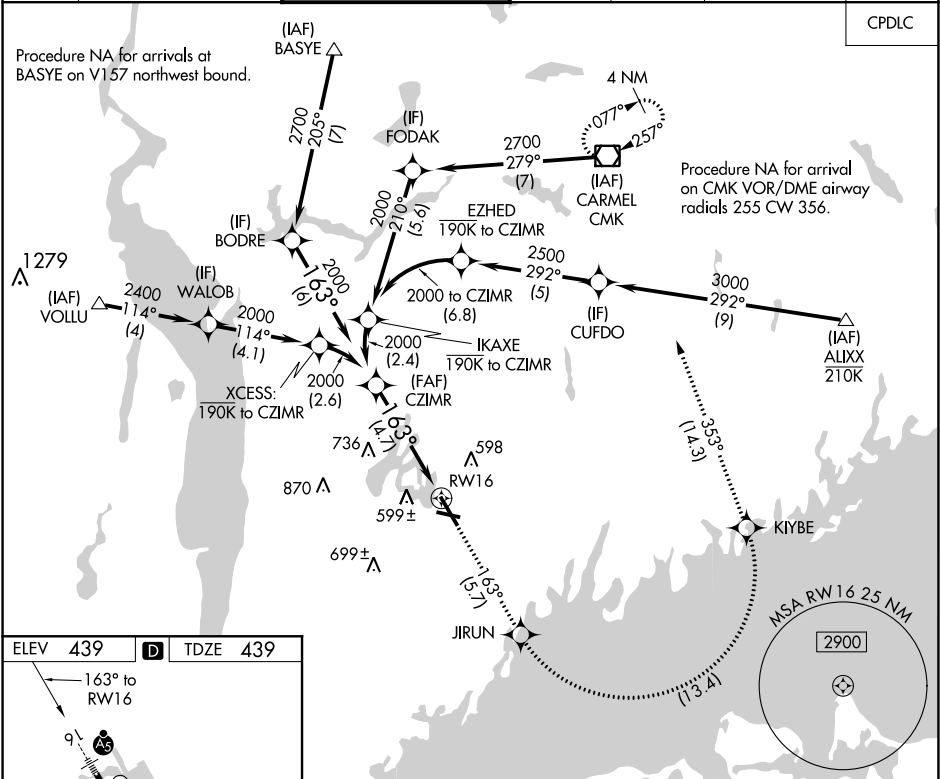 CPDLC
Procedure NA for arrivals at
BASYE on V157 northwest bound.
(IAF)
BASYE
2700
205°
(7)
4 NM
077°
257°
(IF)
FODAK
2700
279°
(7)
(IAF)
CARMEL
CMK
Procedure NA for arrival
on CMK VOR/DME airway
radials 255 CW 356.
2000
210°
(5.6)
EZHED
190K to CZIMR
(IF)
BODRE
2000
163°
(6)
2000 to CZIMR
(6.8)
2500
292°
(5)
(IF)
CUFDO
3000
292°
(9)
(IAF)
ALIXX
210K
1279
(IAF)
VOLLU
2400
114°
(4)
(IF)
WALOB
2000
114°
(4.1)
XCESS:
190K to CZIMR
2000
(2.6)
2000
(2.4)
IKAXE
190K to CZIMR
(FAF)
CZIMR
163°
(4.7)
736
598
870
599±
699±
RW16
163°
(5.7)
353°
(14.3)
KIYBE
JIRUN
(13.4)
MSA RW16 25 NM
2900
ELEV 439 D TDZE 439
163° to
RW16
16
A5